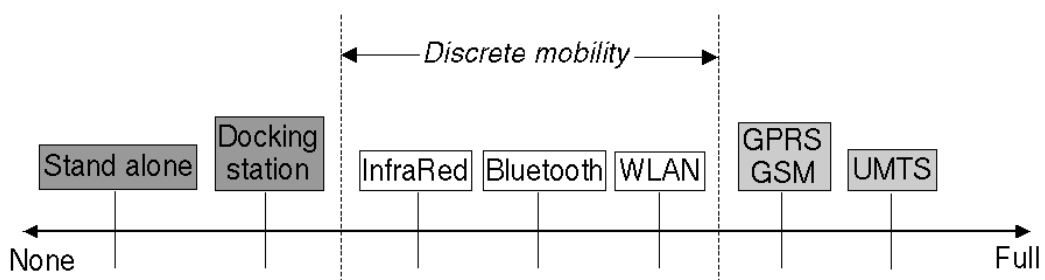 Discrete mobility
Stand alone
Docking
station
InfraRed
Bluetooth
WLAN
GPRS
GSM
UMTS
None
Full